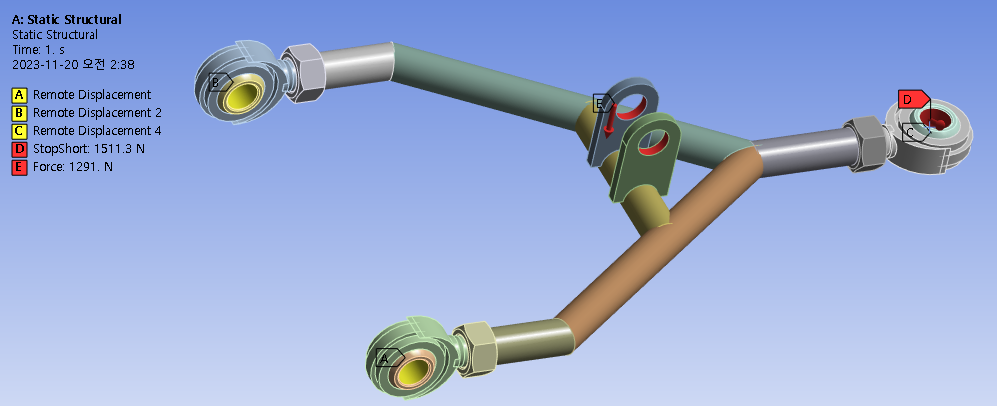 A: Static Structural
Static Structural
Time: 1. s
2023-11-20 오전 2:38
A Remote Displacement
B Remote Displacement 2
C Remote Displacement 4
D StopShort: 1511.3 N
E Force: 1291. N
B
E
D
C
A